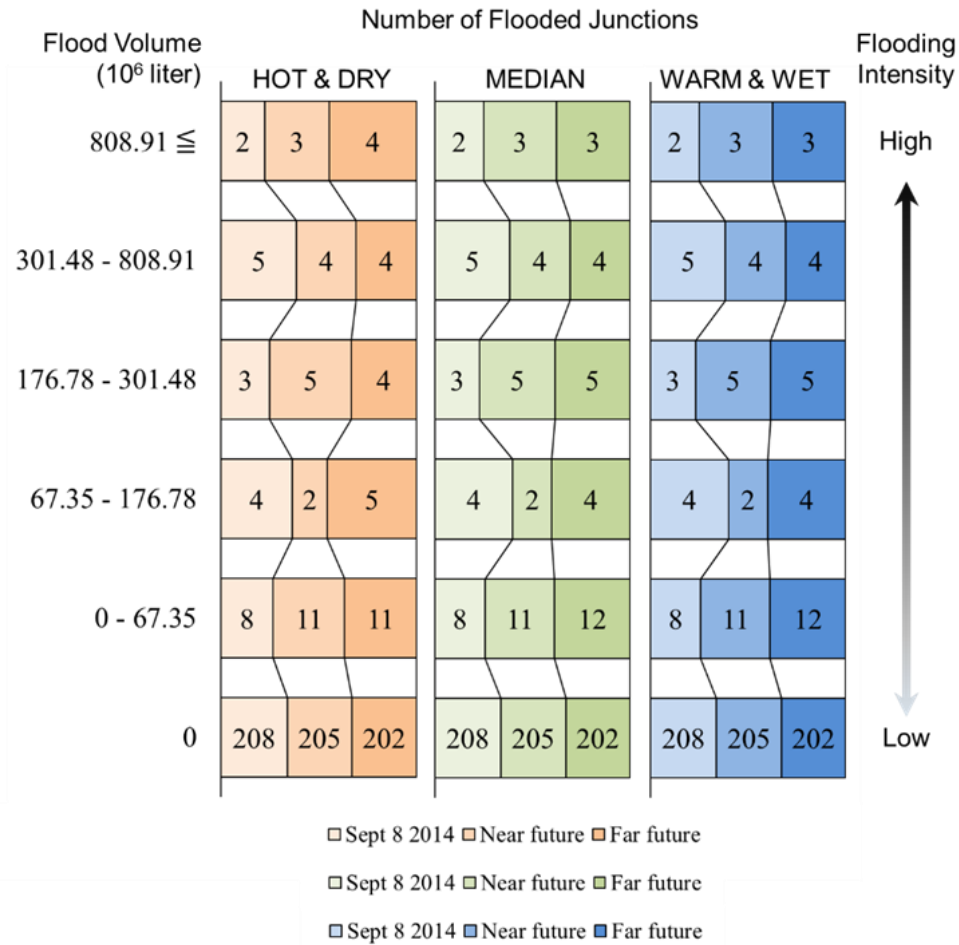 Number of Flooded Junctions
Flood Volume
(10⁶ liter)
Flooding
Intensity
HOT & DRY MEDIAN WARM & WET
808.91 ≦ 2 3 4 2 3 3 2 3 3 High
301.48 - 808.91 5 4 4 5 4 4 5 4 4
176.78 - 301.48 3 5 4 3 5 5 3 5 5
67.35 - 176.78 4 2 5 4 2 4 4 2 4
0 - 67.35 8 11 11 8 11 12 8 11 12
0 208 205 202 208 205 202 208 205 202 Low
Sept 8 2014 Near future Far future
Sept 8 2014 Near future Far future
Sept 8 2014 Near future Far future